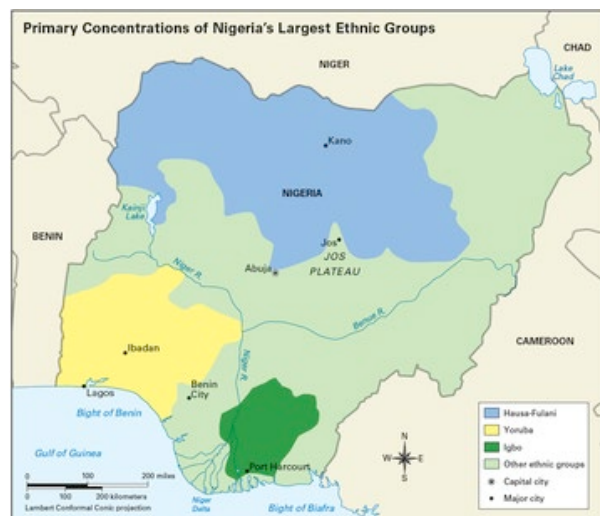 Primary Concentrations of Nigeria's Largest Ethnic Groups
NIGER
CHAD
Lake
Chad
Kano
NIGERIA
Kainji
Lake
BENIN
Jos
JOS
PLATEAU
Abuja
Niger R.
Benue R.
CAMEROON
Ibadan
Niger R.
Benin
City
Lagos
Bight of Benin
Gulf of Guinea
Port Harcourt
Niger
Delta
Bight of Biafra
0 100 200 miles
0 100 200 kilometers
Lambert Conformal Conic projection
N
W E
S
Hausa-Fulani
Yoruba
Igbo
Other ethnic groups
Capital city
Major city